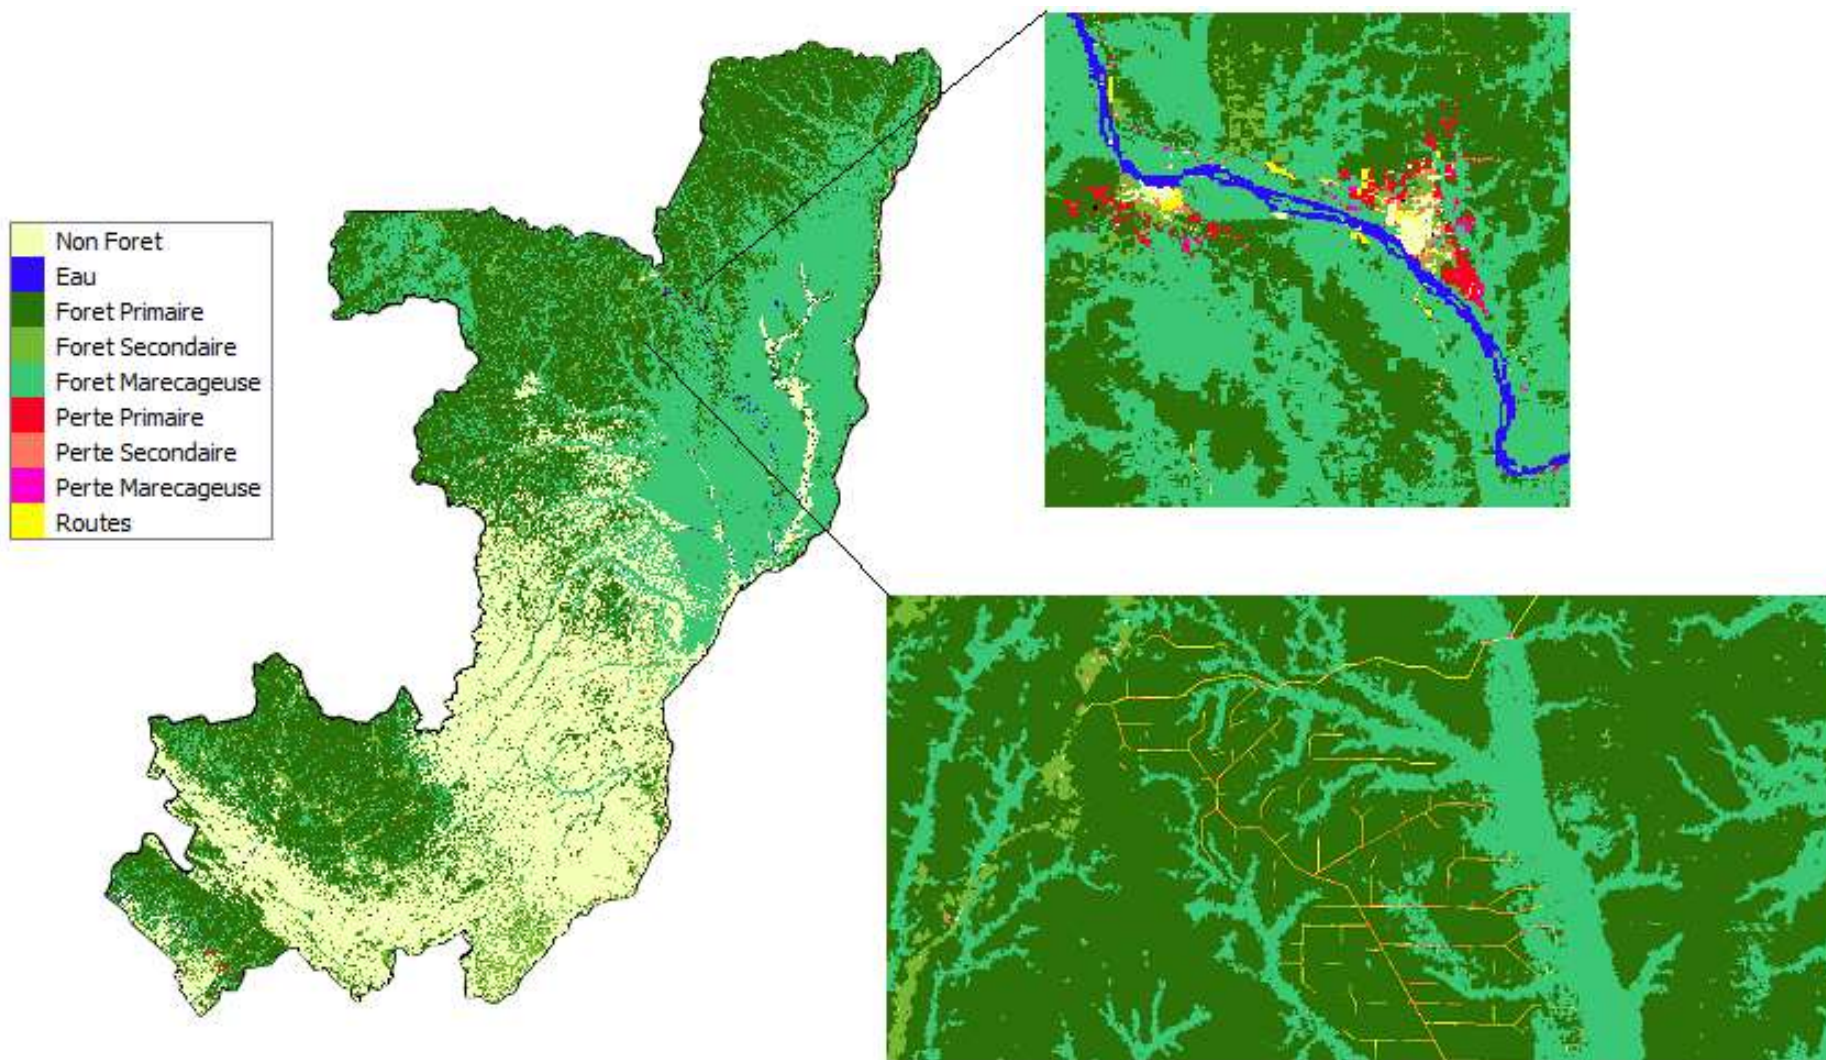 Non Foret
Eau
Foret Primaire
Foret Secondaire
Foret Marecageuse
Perte Primaire
Perte Secondaire
Perte Marecageuse
Routes